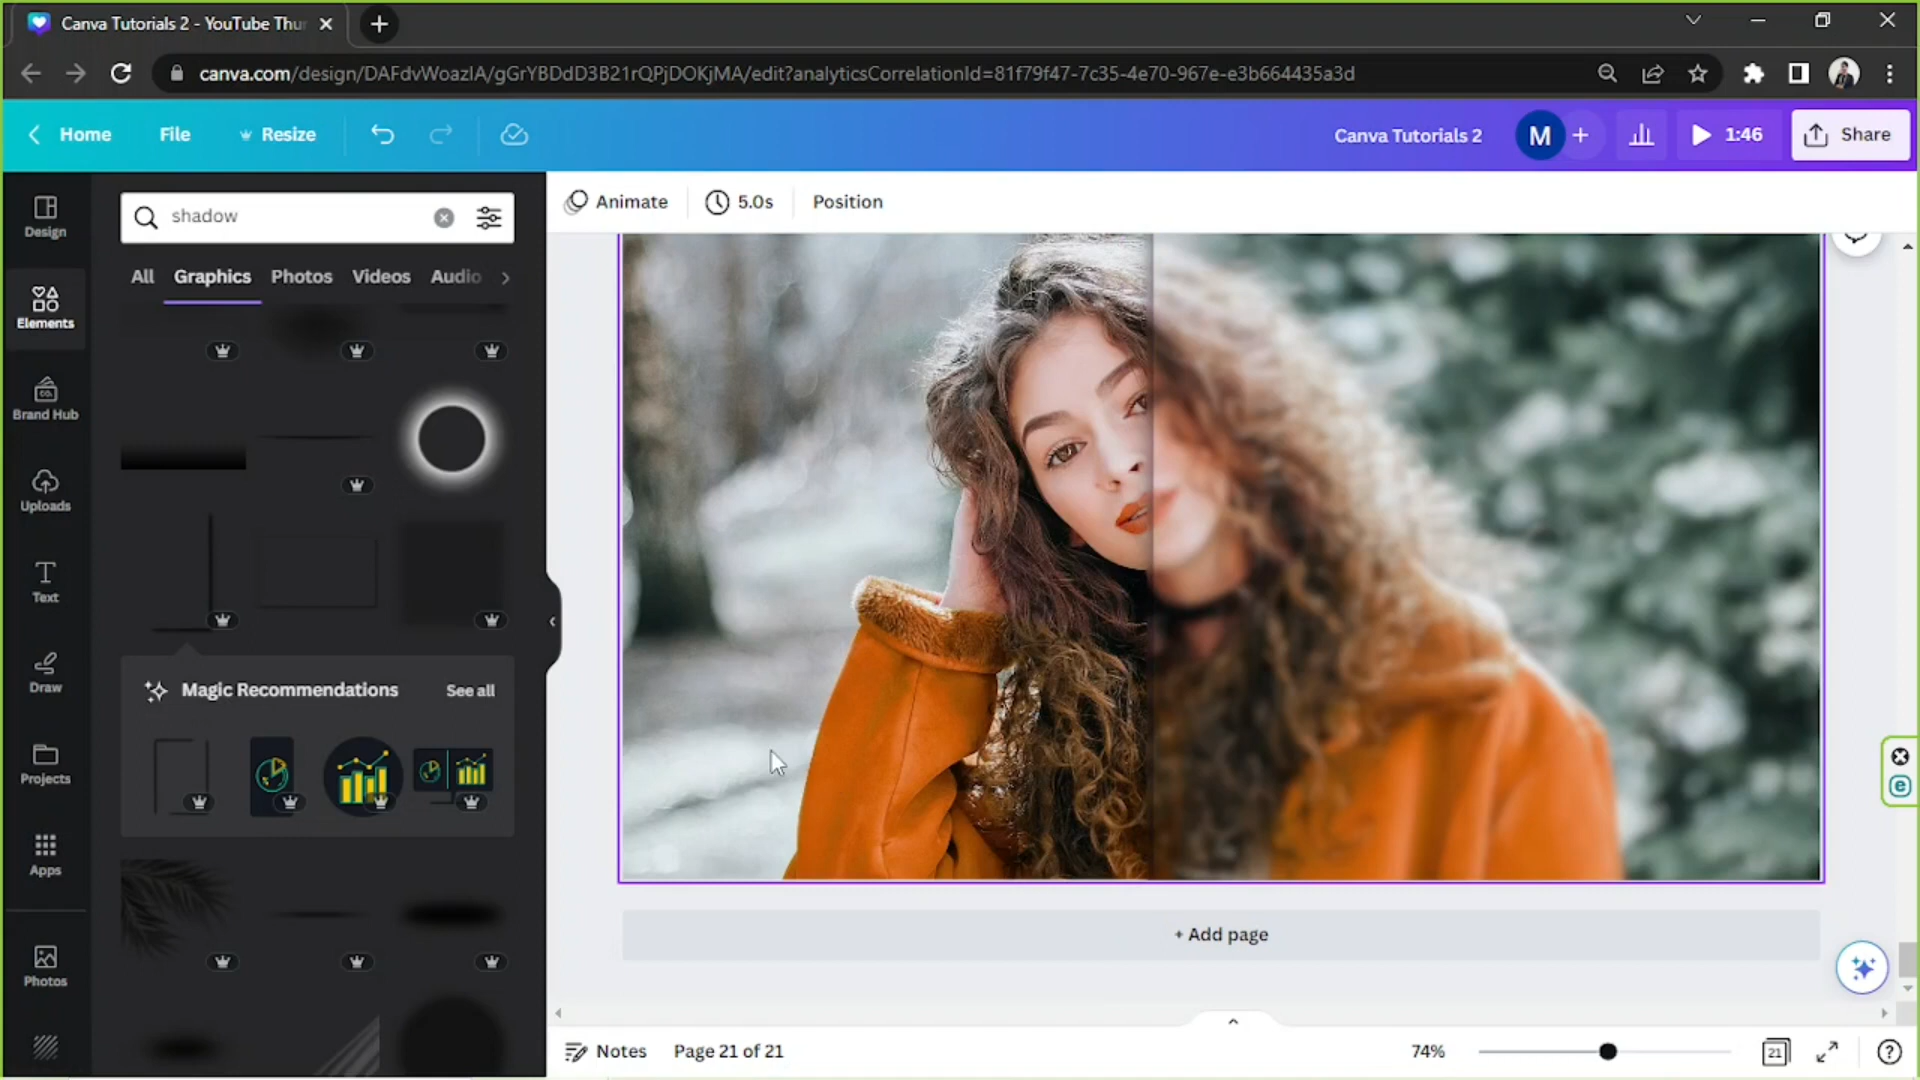 Canva Tutorials 2 - YouTube Thu
canva.com/design/DAFdvWoazIA/gGrYBDdD3B21rQPjDOKjMA/edit?analyticsCorrelationId=81f79f47-7c35-4e70-967e-e3b664435a3d
Home File Resize Canva Tutorials 2 M + 1:46 Share
Design
Elements
Brand Hub
Uploads
Text
Draw
Projects
Apps
Photos
shadow
All Graphics Photos Videos Audio
Magic Recommendations See all
Animate 5.0s Position
+ Add page
Notes Page 21 of 21 74% 21